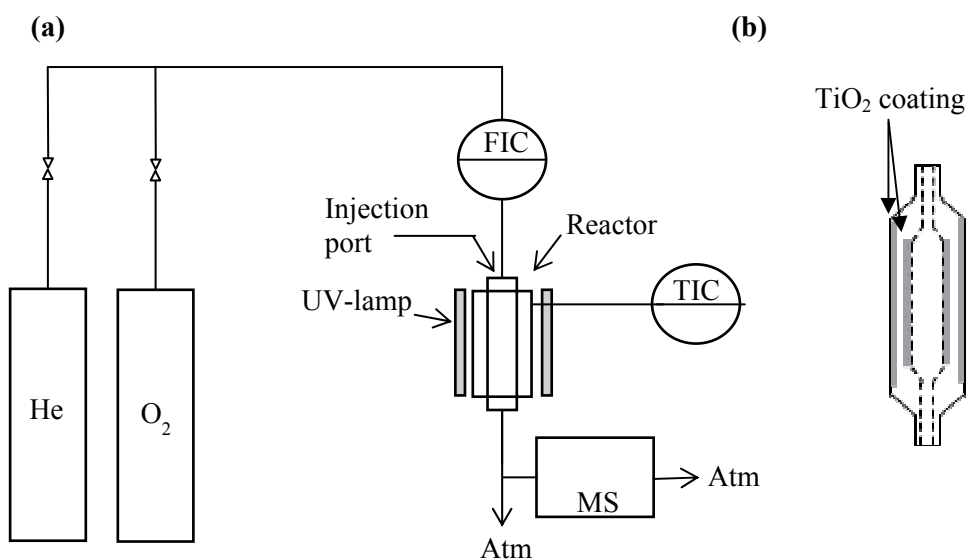 (a)
(b)
TiO₂ coating
FIC
Injection
port
Reactor
UV-lamp
TIC
He
O₂
MS
Atm
Atm